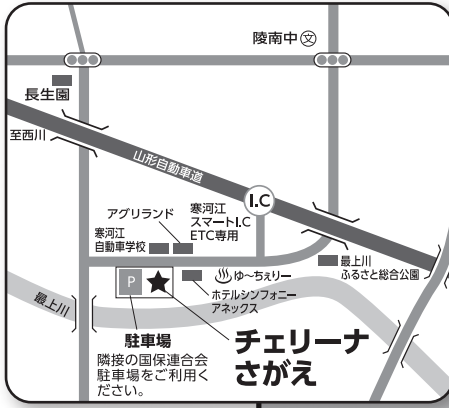 陵南中 文
長生園
至西川
山形自動車道
I.C
アグリランド
寒河江
スマートI.C
ETC専用
寒河江
自動車学校
最上川
ふるさと総合公園
ゆ〜ちぇりー
ホテルシンフォニー
アネックス
P
最上川
駐車場
隣接の国保連合会
駐車場をご利用く
ださい。
チェリーナ
さがえ